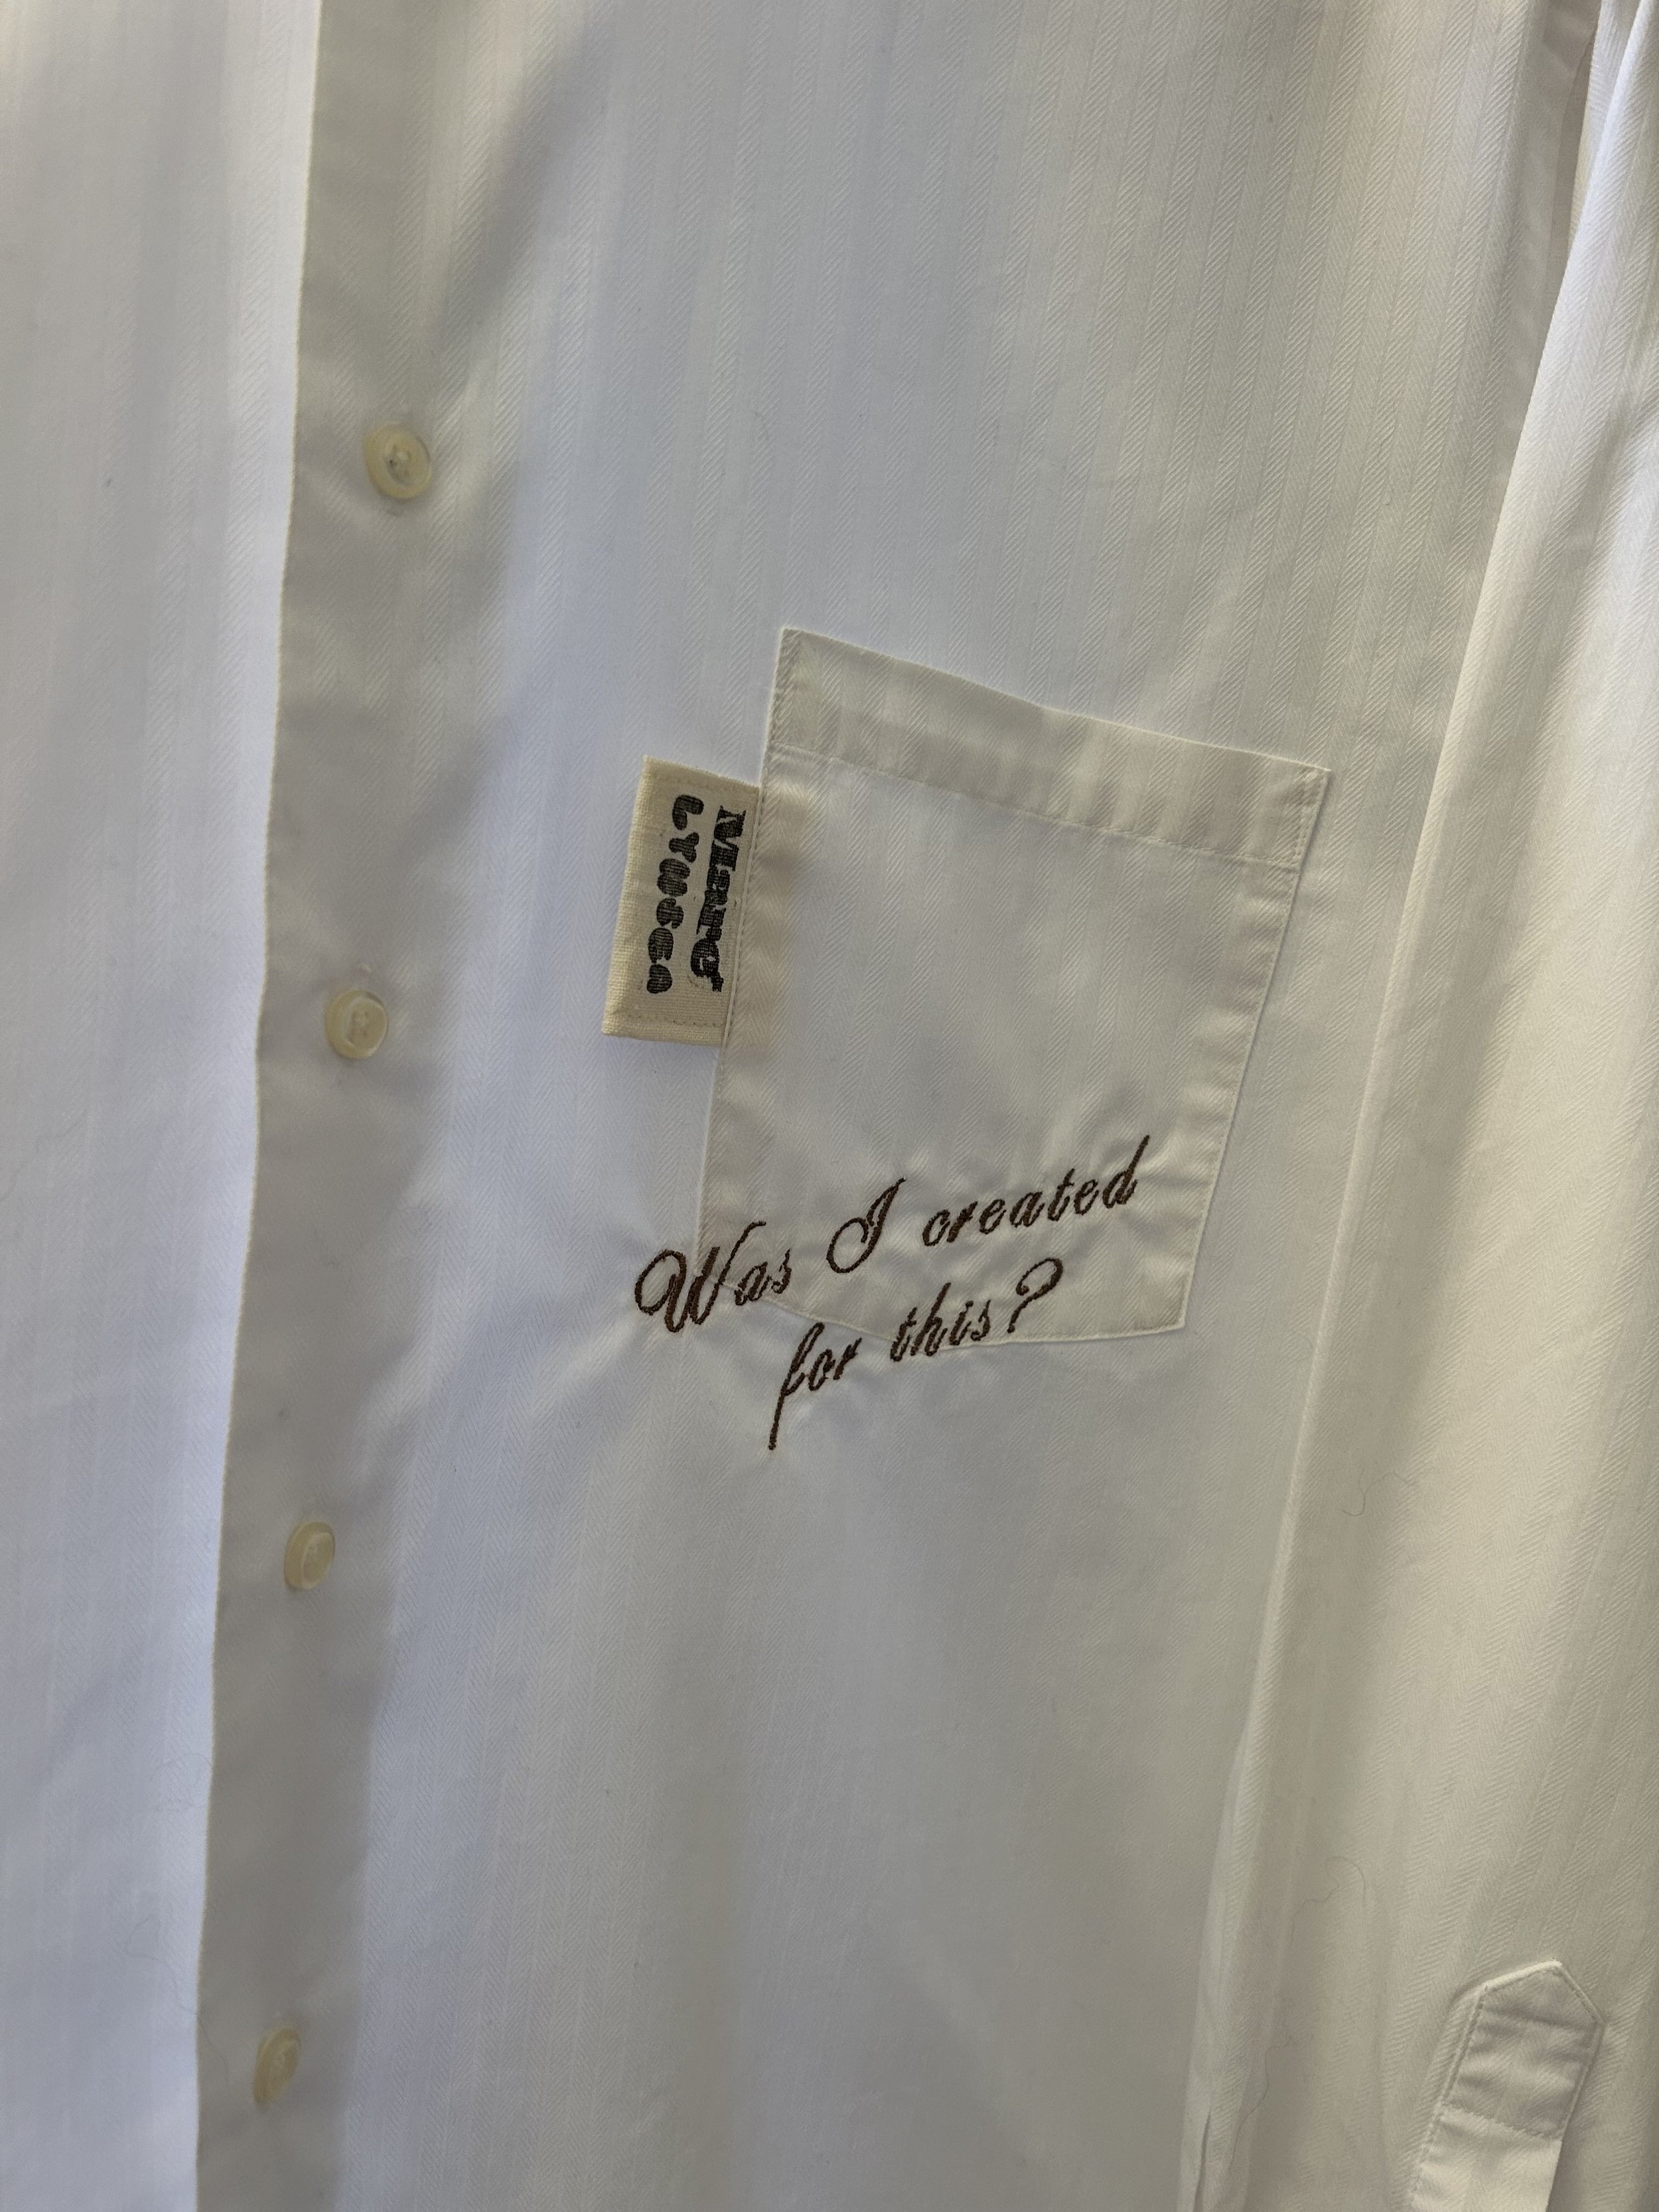 Was I created
for this?